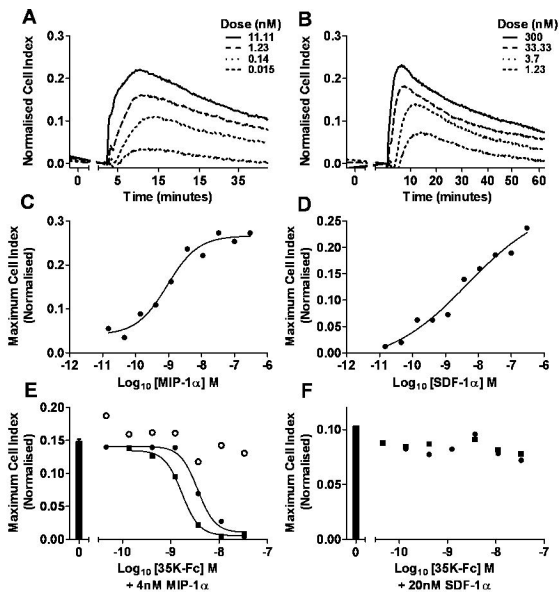 A
Dose (nM)
11.11
1.23
0.14
0.015
Normalised Cell Index
0.3
0.2
0.1
0.0
0 5 15 25 35
Time (minutes)
B
Dose (nM)
300
33.33
3.7
1.23
Normalised Cell Index
0.3
0.2
0.1
0.0
0 10 20 30 40 50 60
Time (minutes)
C
Maximum Cell Index
(Normalised)
0.3
0.2
0.1
0.0
-12 -11 -10 -9 -8 -7 -6
Log10 [MIP-1α] M
D
Maximum Cell Index
(Normalised)
0.25
0.20
0.15
0.10
0.05
0.00
-12 -11 -10 -9 -8 -7 -6
Log10 [SDF-1α] M
E
Maximum Cell Index
(Normalised)
0.20
0.15
0.10
0.05
0.00
0 -10 -9 -8 -7
Log10 [35K-Fc] M
+ 4nM MIP-1α
F
Maximum Cell Index
(Normalised)
0.10
0.05
0.00
0 -10 -9 -8 -7
Log10 [35K-Fc] M
+ 20nM SDF-1α